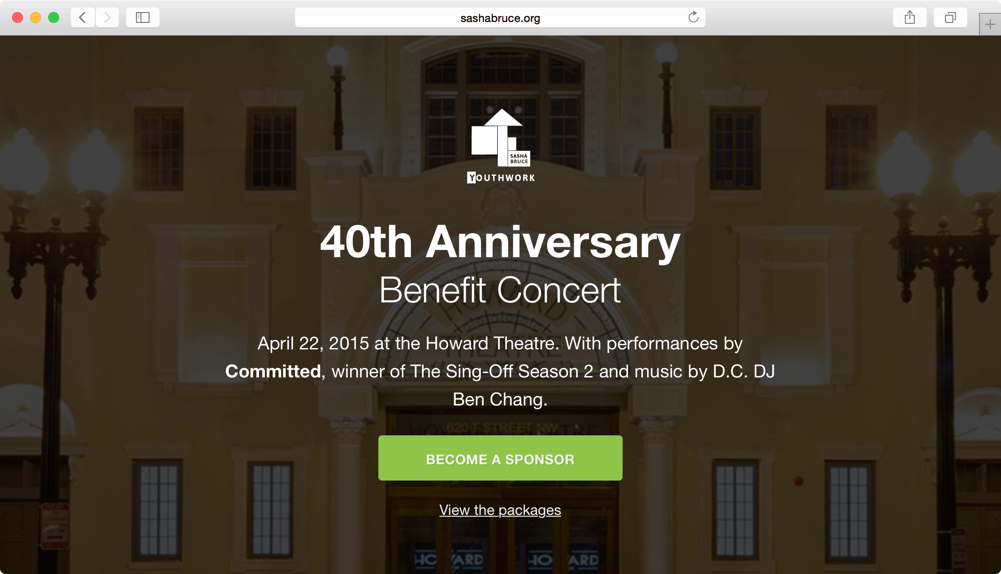 sashabruce.org
SASHA
BRUCE
YOUTHWORK
40th Anniversary
Benefit Concert
HOWARD
THEATRE
April 22, 2015 at the Howard Theatre. With performances by
Committed, winner of The Sing-Off Season 2 and music by D.C. DJ
Ben Chang.
620 T STREET NW
BECOME A SPONSOR
View the packages
HOWARD HOWARD